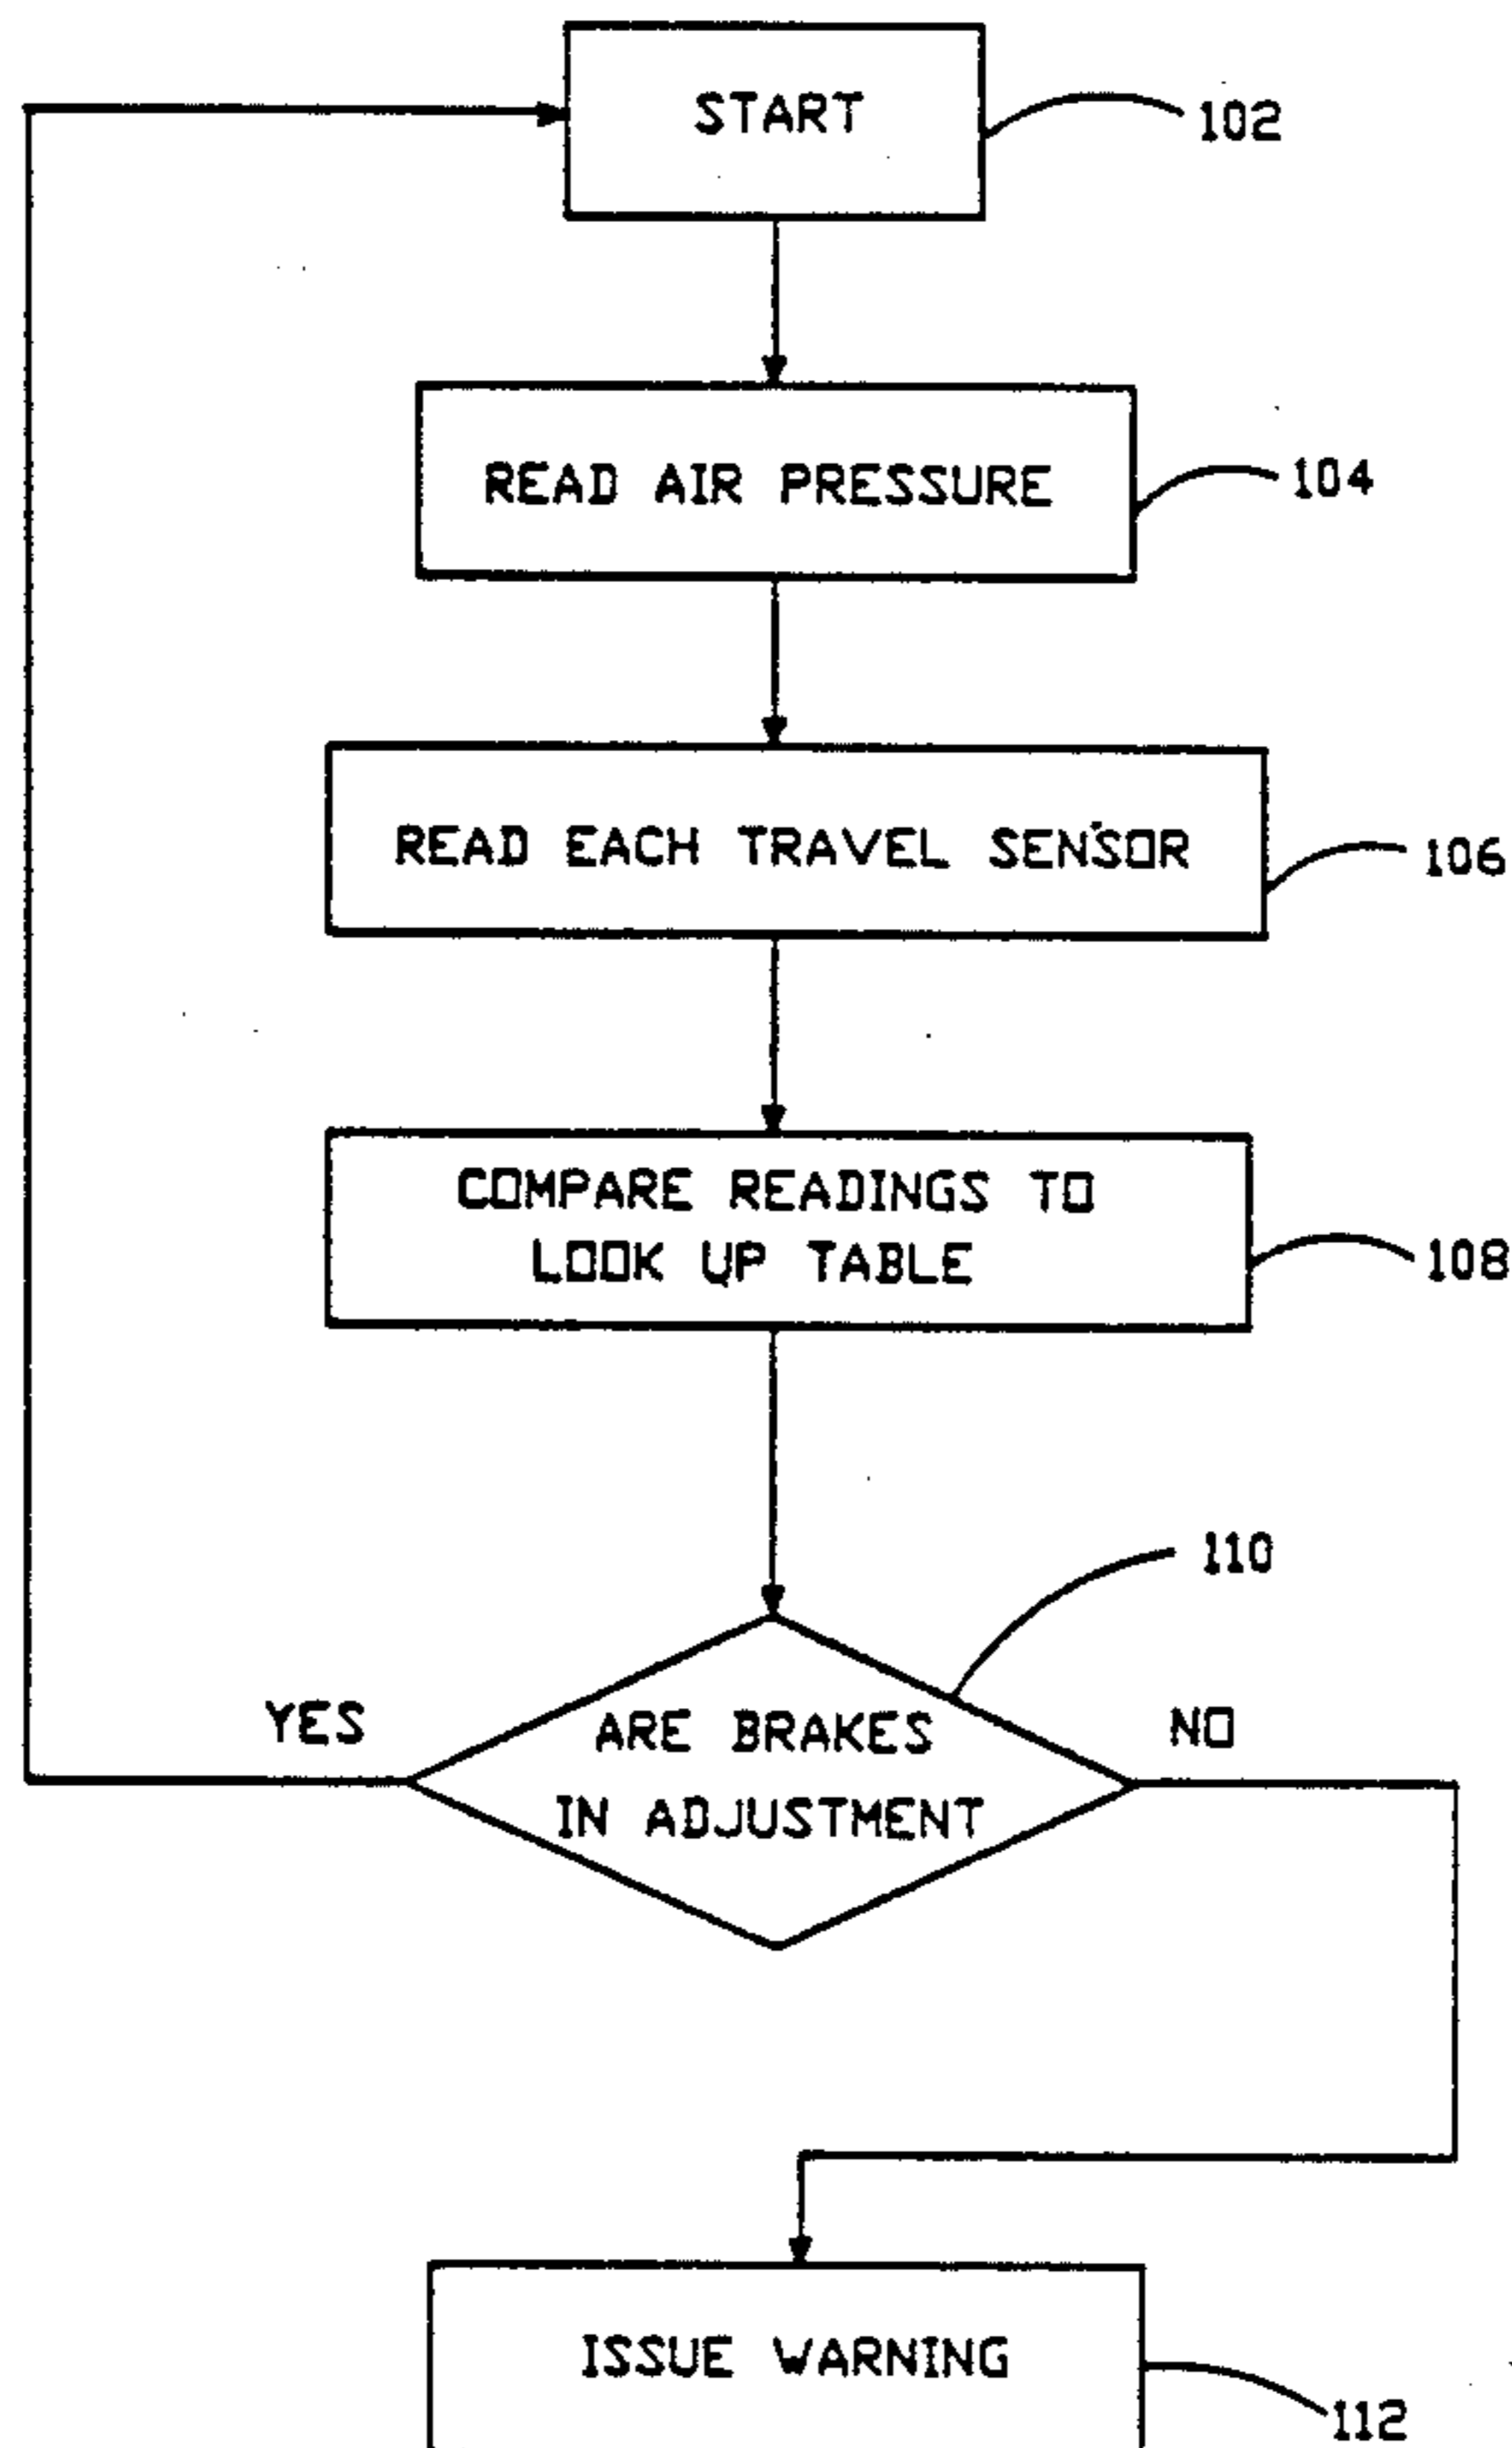 START
102
READ AIR PRESSURE
104
READ EACH TRAVEL SENSOR
106
COMPARE READINGS TO
LOOK UP TABLE
108
110
YES
ARE BRAKES
IN ADJUSTMENT
NO
ISSUE WARNING
112